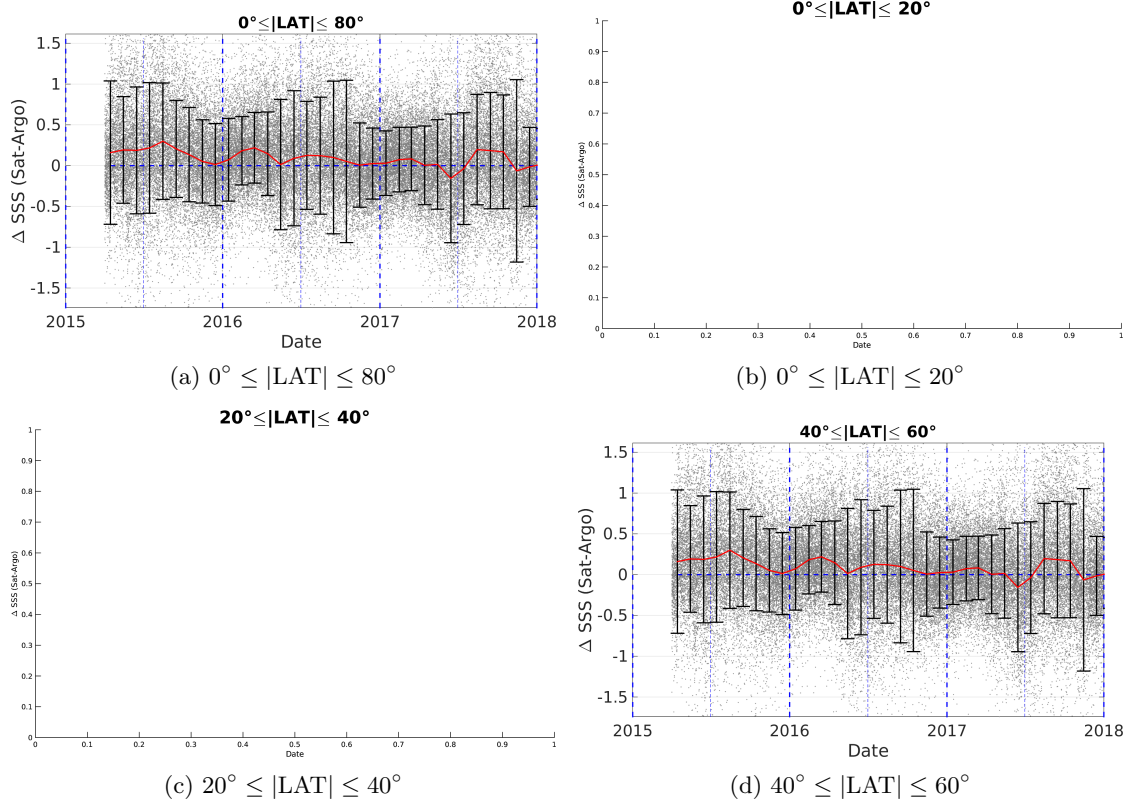 0°≤|LAT|≤ 80°
Δ SSS (Sat-Argo)
1.5
1
0.5
0
-0.5
-1
-1.5
2015 2016 2017 2018
Date
(a) 0° ≤ |LAT| ≤ 80°
0°≤|LAT|≤ 20°
Δ SSS (Sat-Argo)
1
0.9
0.8
0.7
0.6
0.5
0.4
0.3
0.2
0.1
0
0 0.1 0.2 0.3 0.4 0.5 0.6 0.7 0.8 0.9 1
Date
(b) 0° ≤ |LAT| ≤ 20°
20°≤|LAT|≤ 40°
Δ SSS (Sat-Argo)
1
0.9
0.8
0.7
0.6
0.5
0.4
0.3
0.2
0.1
0
0 0.1 0.2 0.3 0.4 0.5 0.6 0.7 0.8 0.9 1
Date
(c) 20° ≤ |LAT| ≤ 40°
40°≤|LAT|≤ 60°
Δ SSS (Sat-Argo)
1.5
1
0.5
0
-0.5
-1
-1.5
2015 2016 2017 2018
Date
(d) 40° ≤ |LAT| ≤ 60°